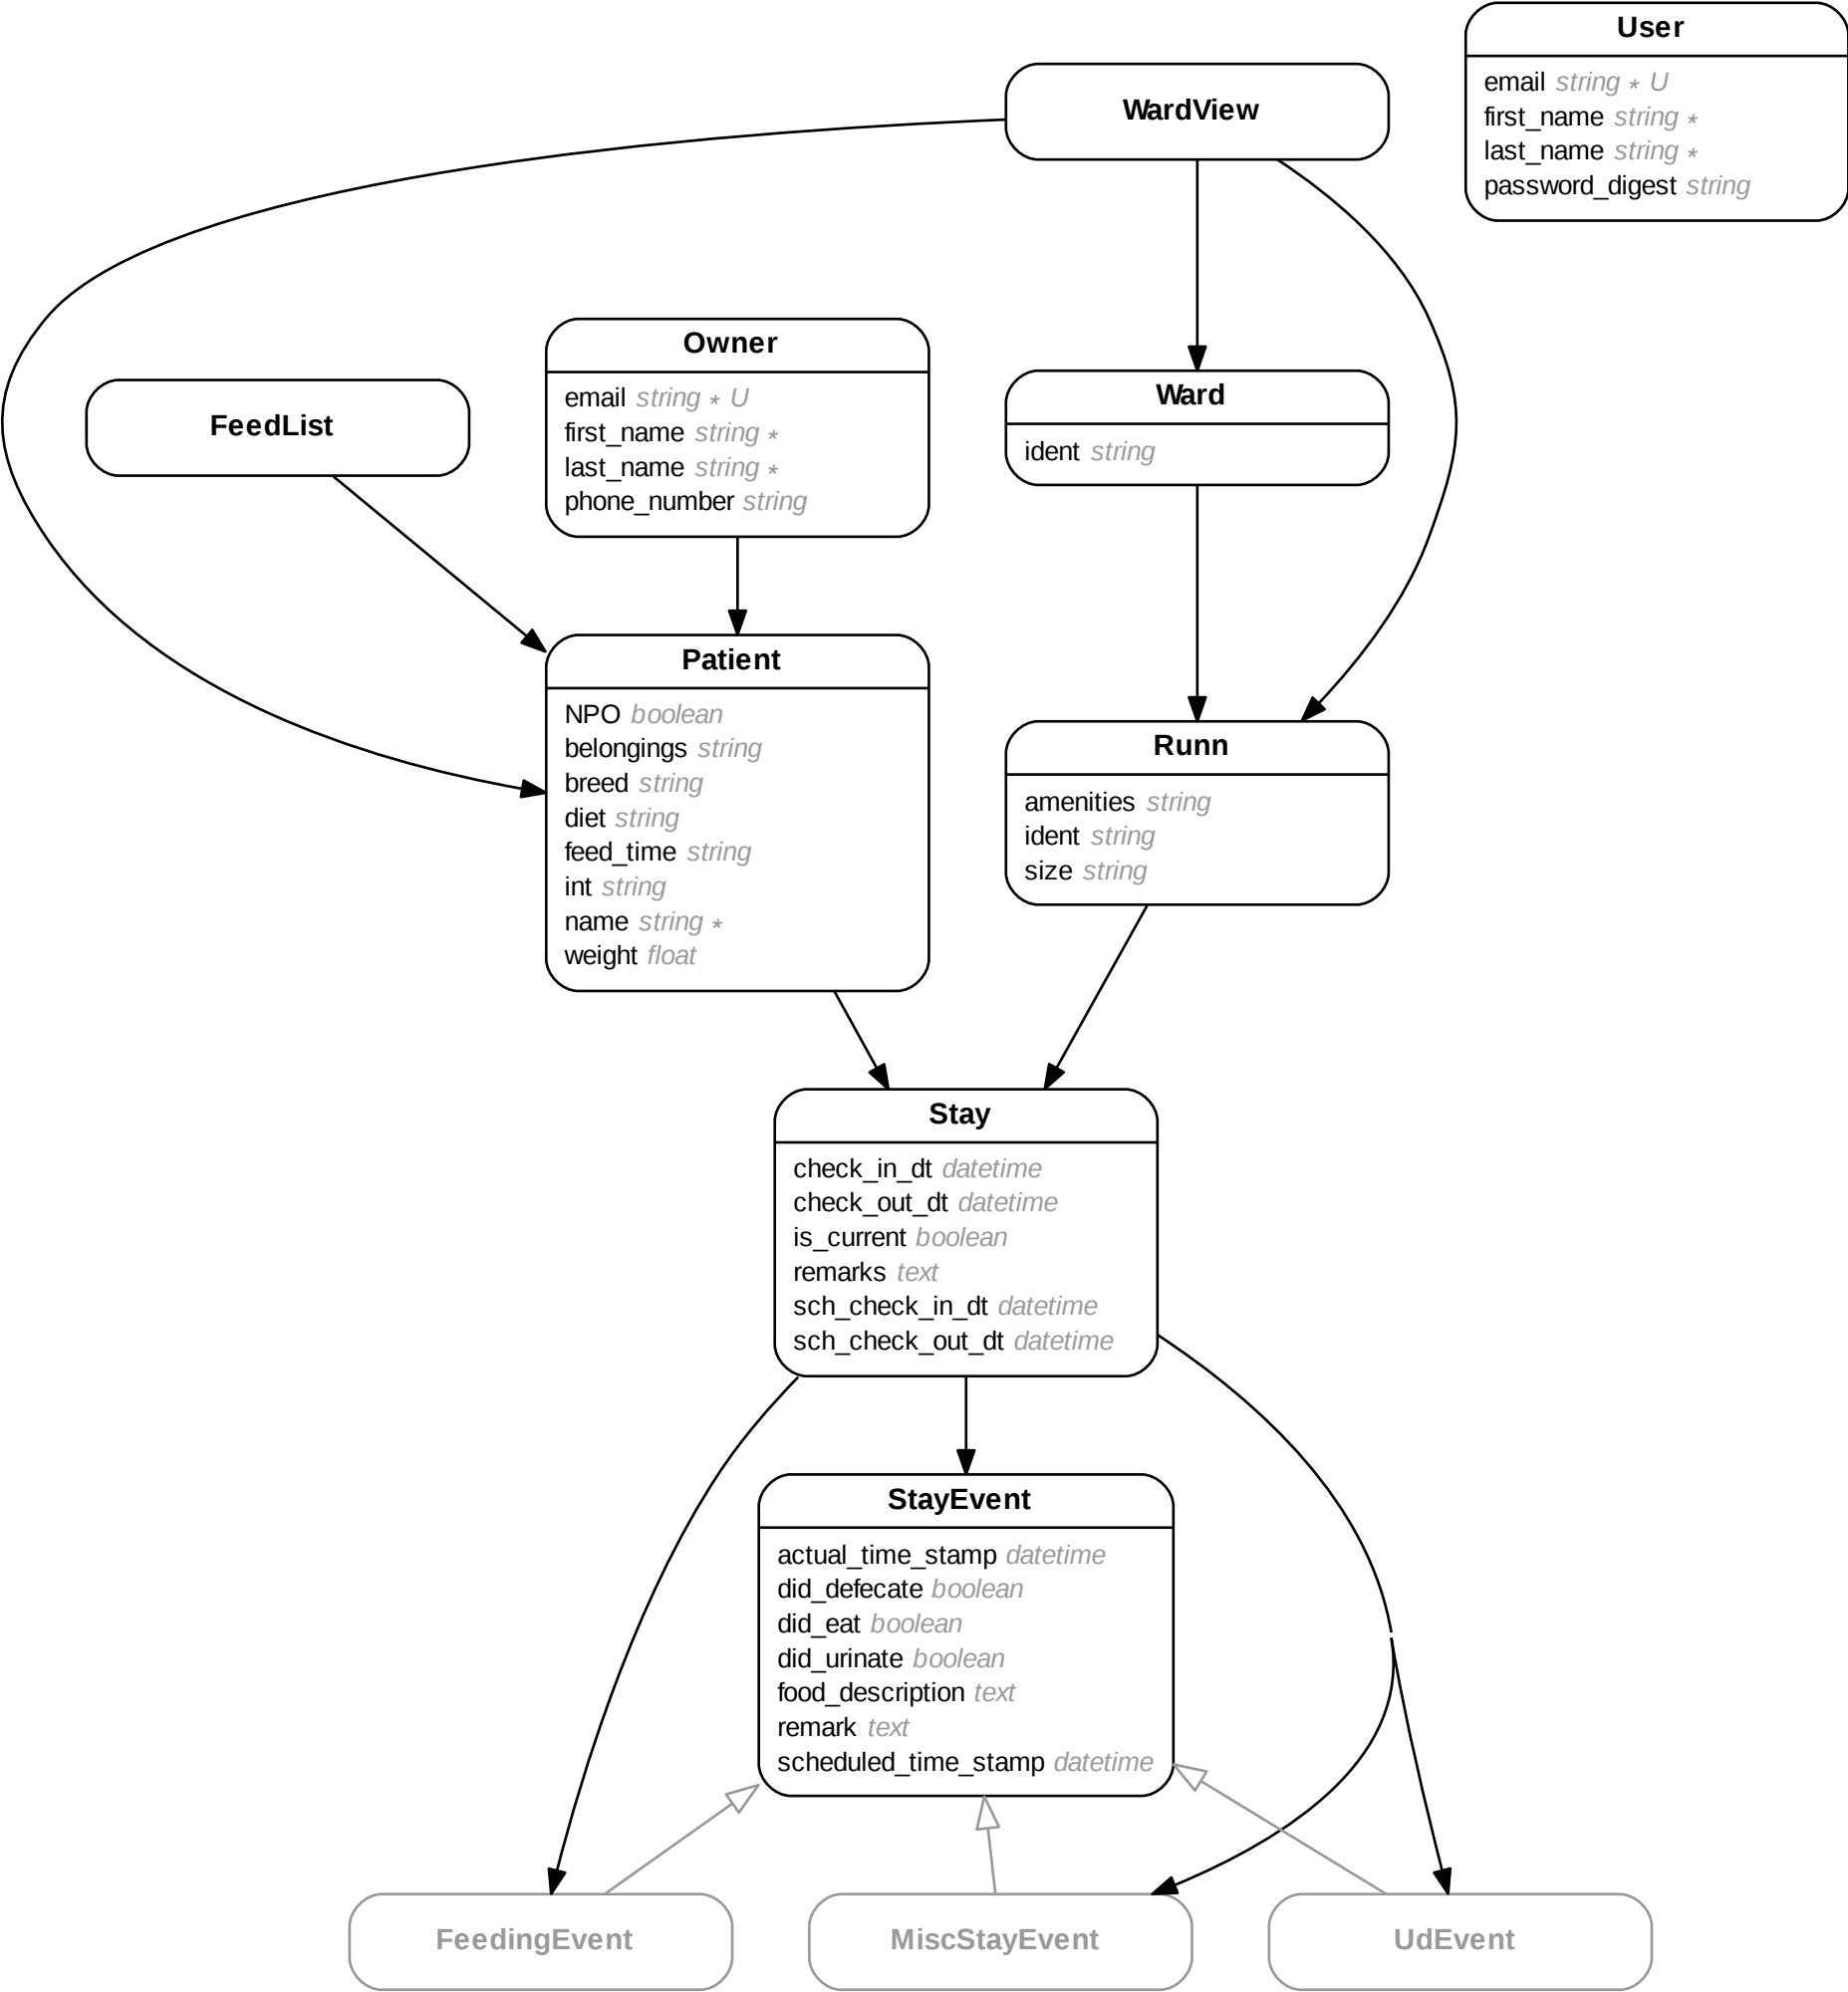 User
email string * U
first_name string *
last_name string *
password_digest string
WardView
Owner
email string * U
first_name string *
last_name string *
phone_number string
FeedList
Ward
ident string
Patient
NPO boolean
belongings string
breed string
diet string
feed_time string
int string
name string *
weight float
Runn
amenities string
ident string
size string
Stay
check_in_dt datetime
check_out_dt datetime
is_current boolean
remarks text
sch_check_in_dt datetime
sch_check_out_dt datetime
StayEvent
actual_time_stamp datetime
did_defecate boolean
did_eat boolean
did_urinate boolean
food_description text
remark text
scheduled_time_stamp datetime
FeedingEvent
MiscStayEvent
UdEvent